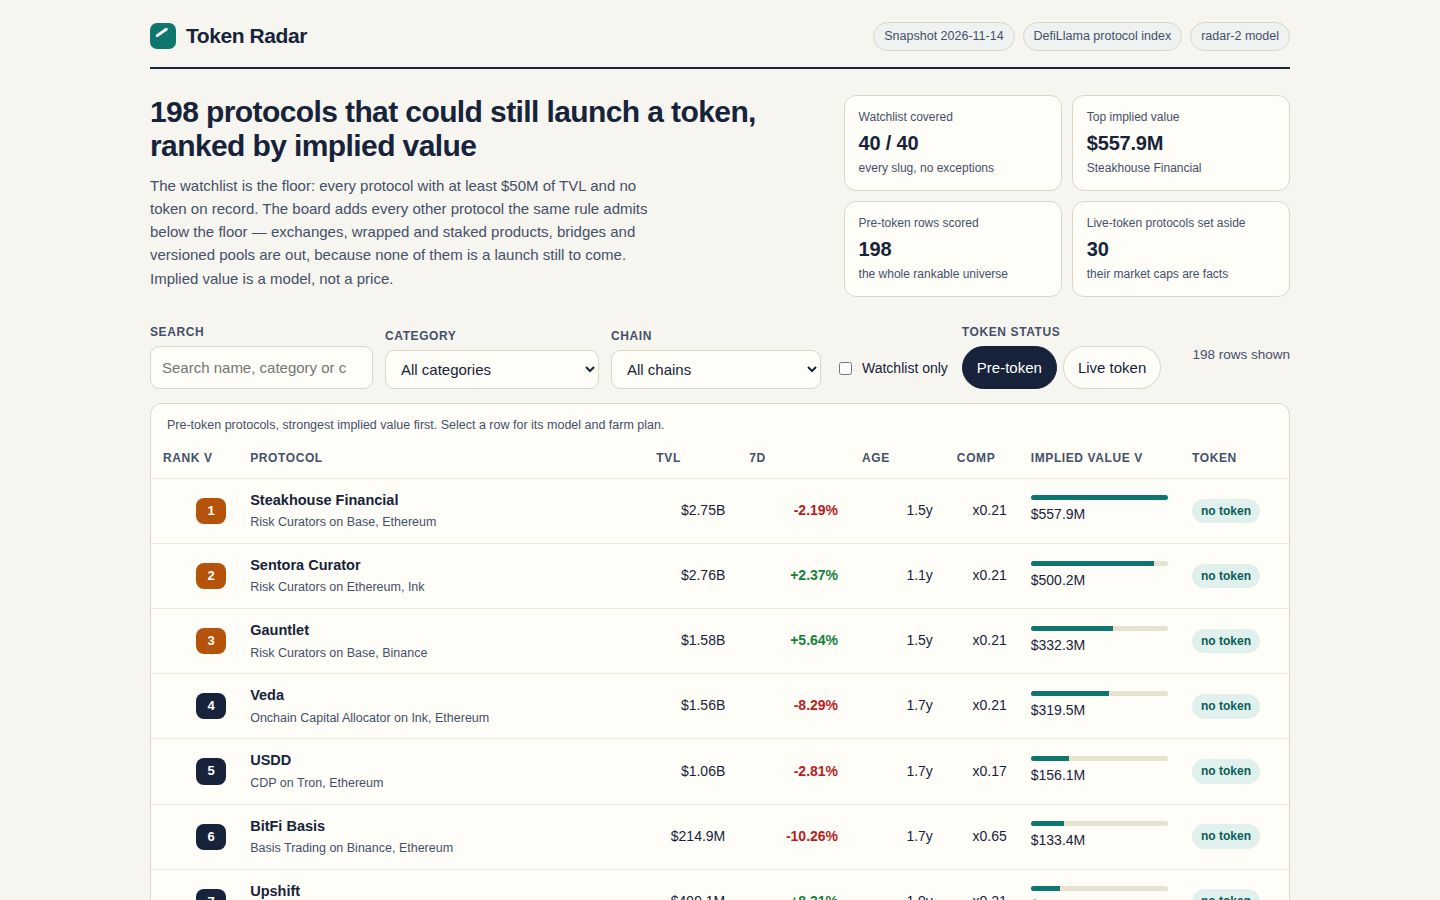 Token Radar
Snapshot 2026-11-14
DefiLlama protocol index
radar-2 model
198 protocols that could still launch a token,
ranked by implied value
The watchlist is the floor: every protocol with at least $50M of TVL and no
token on record. The board adds every other protocol the same rule admits
below the floor — exchanges, wrapped and staked products, bridges and
versioned pools are out, because none of them is a launch still to come.
Implied value is a model, not a price.
Watchlist covered
40 / 40
every slug, no exceptions
Top implied value
$557.9M
Steakhouse Financial
Pre-token rows scored
198
the whole rankable universe
Live-token protocols set aside
30
their market caps are facts
SEARCH
Search name, category or c
CATEGORY
All categories
CHAIN
All chains
Watchlist only
TOKEN STATUS
Pre-token
Live token
198 rows shown
Pre-token protocols, strongest implied value first. Select a row for its model and farm plan.
RANK V PROTOCOL TVL 7D AGE COMP IMPLIED VALUE V TOKEN
1 Steakhouse Financial $2.75B -2.19% 1.5y x0.21 $557.9M no token
Risk Curators on Base, Ethereum
2 Sentora Curator $2.76B +2.37% 1.1y x0.21 $500.2M no token
Risk Curators on Ethereum, Ink
3 Gauntlet $1.58B +5.64% 1.5y x0.21 $332.3M no token
Risk Curators on Base, Binance
4 Veda $1.56B -8.29% 1.7y x0.21 $319.5M no token
Onchain Capital Allocator on Ink, Ethereum
5 USDD $1.06B -2.81% 1.7y x0.17 $156.1M no token
CDP on Tron, Ethereum
6 BitFi Basis $214.9M -10.26% 1.7y x0.65 $133.4M no token
Basis Trading on Binance, Ethereum
Upshift